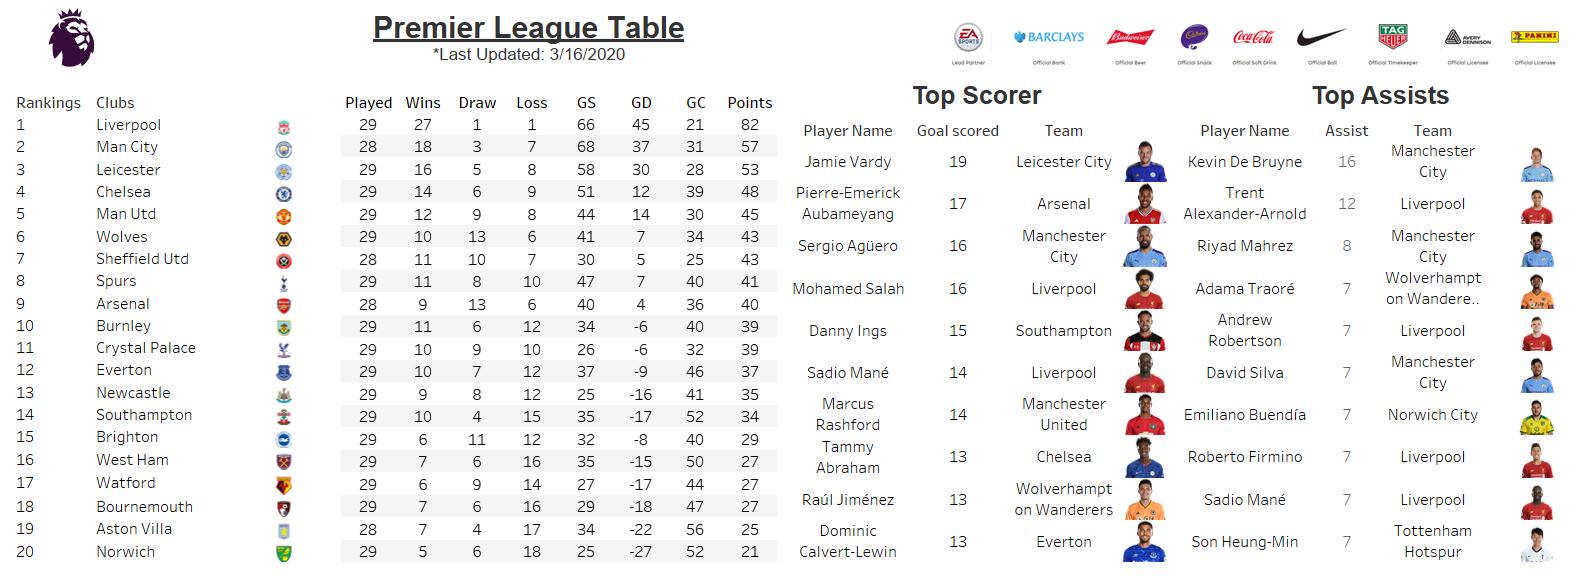 Premier League Table
*Last Updated: 3/16/2020
EA SPORTS
Lead Partner
BARCLAYS
Official Bank
Budweiser
Official Beer
Cadbury
Official Snack
Coca-Cola
Official Soft Drink
Official Ball
TAG HEUER
Official Timekeeper
AVERY DENNISON
Official Licensee
PANINI
Official Licensee
Rankings Clubs Played Wins Draw Loss GS GD GC Points
1 Liverpool 29 27 1 1 66 45 21 82
2 Man City 28 18 3 7 68 37 31 57
3 Leicester 29 16 5 8 58 30 28 53
4 Chelsea 29 14 6 9 51 12 39 48
5 Man Utd 29 12 9 8 44 14 30 45
6 Wolves 29 10 13 6 41 7 34 43
7 Sheffield Utd 28 11 10 7 30 5 25 43
8 Spurs 29 11 8 10 47 7 40 41
9 Arsenal 28 9 13 6 40 4 36 40
10 Burnley 29 11 6 12 34 -6 40 39
11 Crystal Palace 29 10 9 10 26 -6 32 39
12 Everton 29 10 7 12 37 -9 46 37
13 Newcastle 29 9 8 12 25 -16 41 35
14 Southampton 29 10 4 15 35 -17 52 34
15 Brighton 29 6 11 12 32 -8 40 29
16 West Ham 29 7 6 16 35 -15 50 27
17 Watford 29 6 9 14 27 -17 44 27
18 Bournemouth 29 7 6 16 29 -18 47 27
19 Aston Villa 28 7 4 17 34 -22 56 25
20 Norwich 29 5 6 18 25 -27 52 21
Top Scorer
Player Name Goal scored Team
Jamie Vardy 19 Leicester City
Pierre-Emerick
Aubameyang 17 Arsenal
Sergio Agüero 16 Manchester
City
Mohamed Salah 16 Liverpool
Danny Ings 15 Southampton
Sadio Mané 14 Liverpool
Marcus
Rashford 14 Manchester
United
Tammy
Abraham 13 Chelsea
Raúl Jiménez 13 Wolverhampt
on Wanderers
Dominic
Calvert-Lewin 13 Everton
Top Assists
Player Name Assist Team
Kevin De Bruyne 16 Manchester
City
Trent
Alexander-Arnold 12 Liverpool
Riyad Mahrez 8 Manchester
City
Adama Traoré 7 Wolverhampt
on Wandere..
Andrew
Robertson 7 Liverpool
David Silva 7 Manchester
City
Emiliano Buendía 7 Norwich City
Roberto Firmino 7 Liverpool
Sadio Mané 7 Liverpool
Son Heung-Min 7 Tottenham
Hotspur